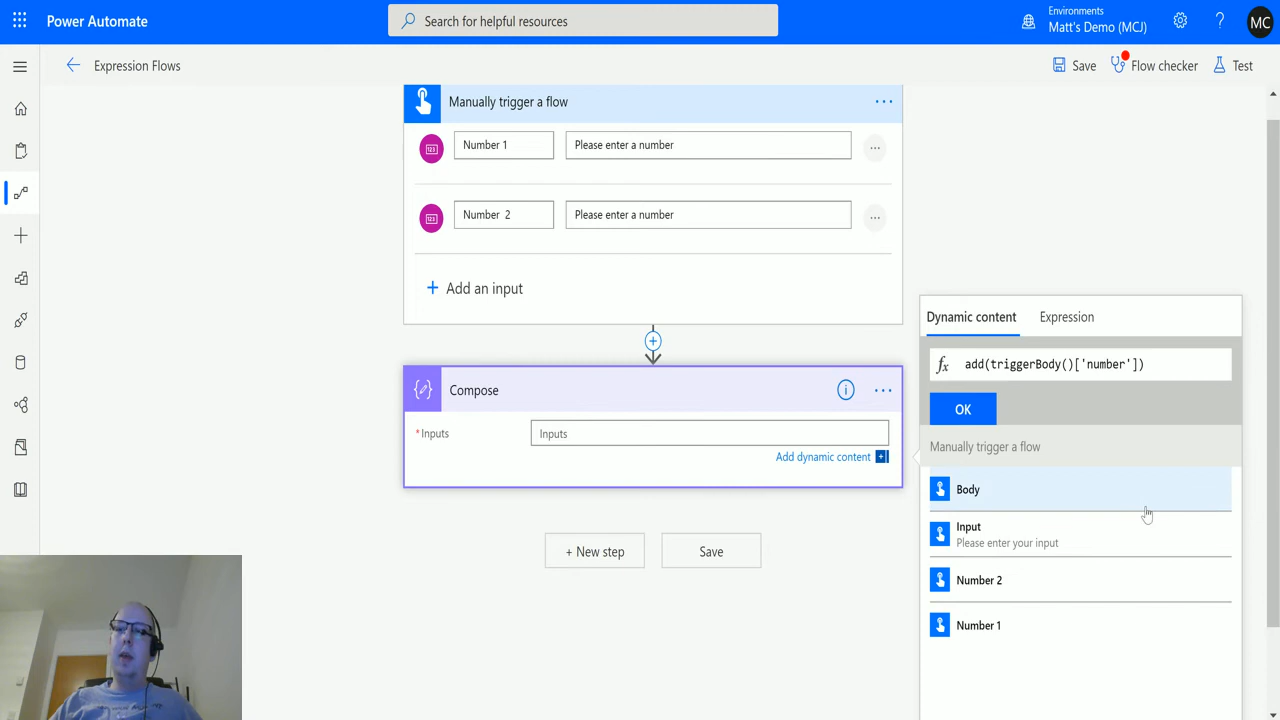 Power Automate
Search for helpful resources
Environments
Matt's Demo (MCJ)
?
MC
Expression Flows
Save
Flow checker
Test
Manually trigger a flow
...
123
Number 1
Please enter a number
...
123
Number 2
Please enter a number
...
+ Add an input
Dynamic content
Expression
fx add(triggerBody()['number'])
OK
Compose
...
* Inputs
Inputs
Add dynamic content
Manually trigger a flow
Body
Input
Please enter your input
Number 2
Number 1
+ New step
Save